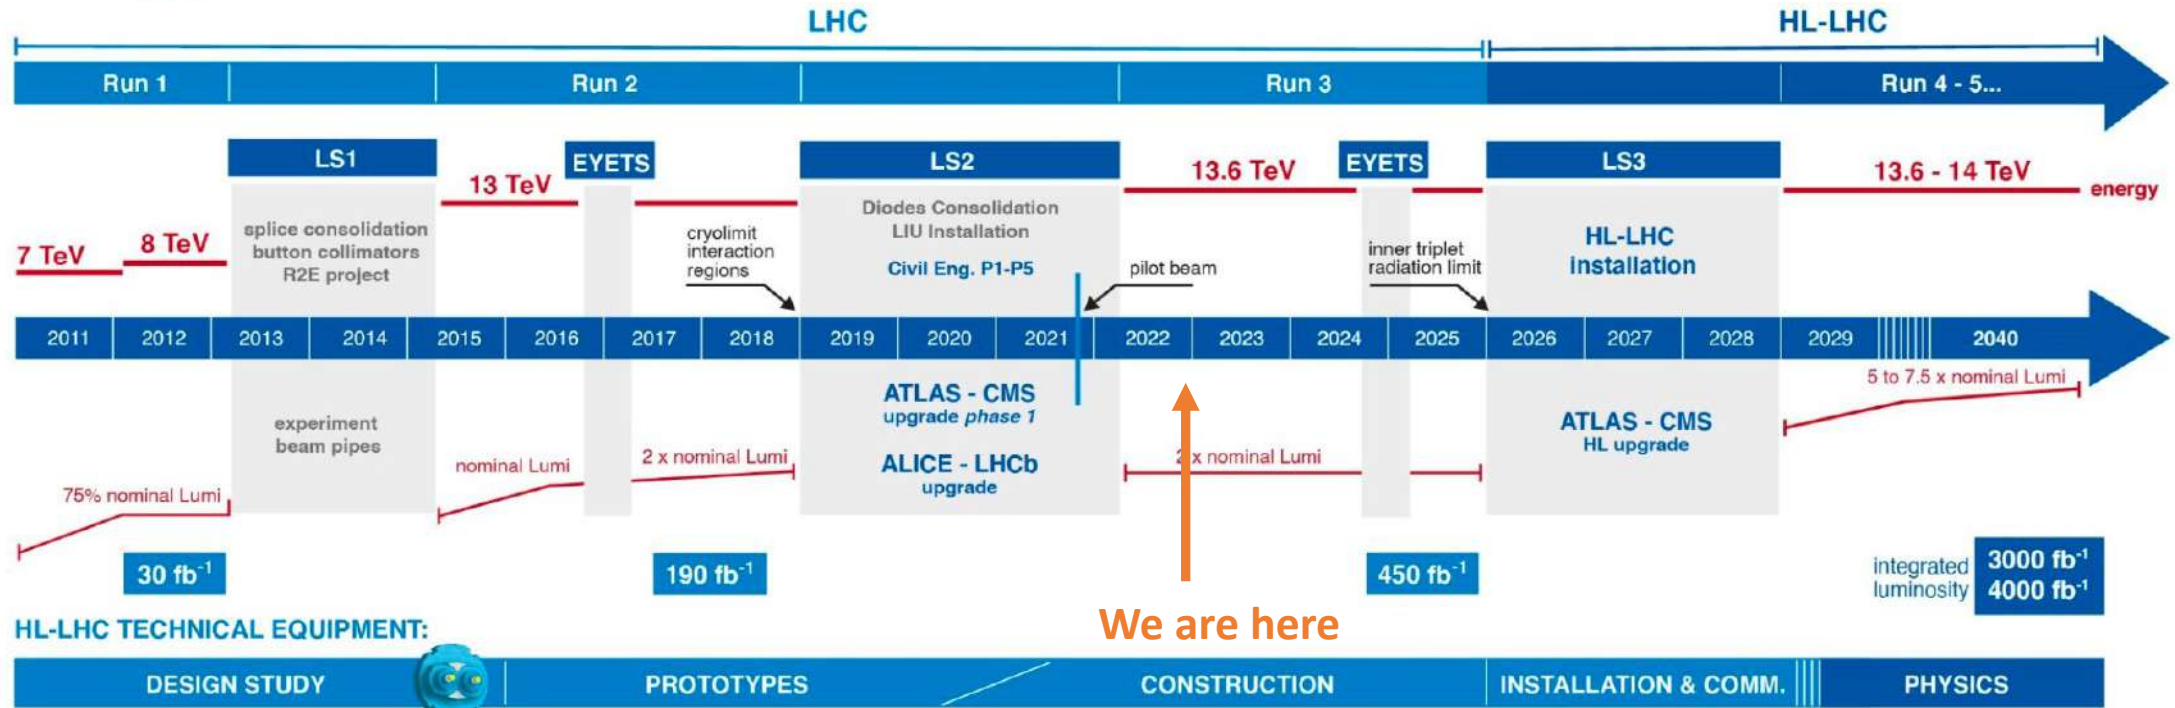 LHC
HL-LHC
Run 1
Run 2
Run 3
Run 4 - 5...
LS1
EYETS
LS2
EYETS
LS3
7 TeV
8 TeV
13 TeV
13.6 TeV
13.6 - 14 TeV
energy
splice consolidation
button collimators
R2E project
cryolimit
interaction
regions
Diodes Consolidation
LIU Installation
Civil Eng. P1-P5
pilot beam
inner triplet
radiation limit
HL-LHC
installation
2011
2012
2013
2014
2015
2016
2017
2018
2019
2020
2021
2022
2023
2024
2025
2026
2027
2028
2029
2040
experiment
beam pipes
ATLAS - CMS
upgrade phase 1
ALICE - LHCb
upgrade
ATLAS - CMS
HL upgrade
75% nominal Lumi
nominal Lumi
2 x nominal Lumi
2 x nominal Lumi
5 to 7.5 x nominal Lumi
30 fb⁻¹
190 fb⁻¹
450 fb⁻¹
integrated
luminosity
3000 fb⁻¹
4000 fb⁻¹
We are here
HL-LHC TECHNICAL EQUIPMENT:
DESIGN STUDY
PROTOTYPES
CONSTRUCTION
INSTALLATION & COMM.
PHYSICS